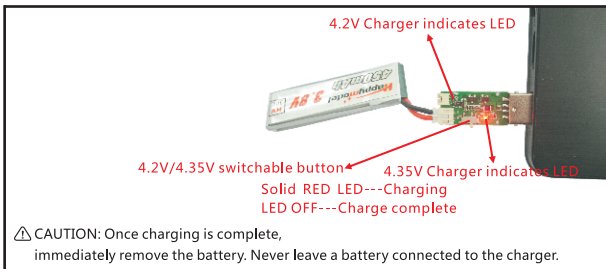 4.2V Charger indicates LED
Happymodel
450mAh 3.8V
4.2V/4.35V switchable button
4.35V Charger indicates LED
Solid RED LED---Charging
LED OFF---Charge complete
⚠ CAUTION: Once charging is complete,
immediately remove the battery. Never leave a battery connected to the charger.